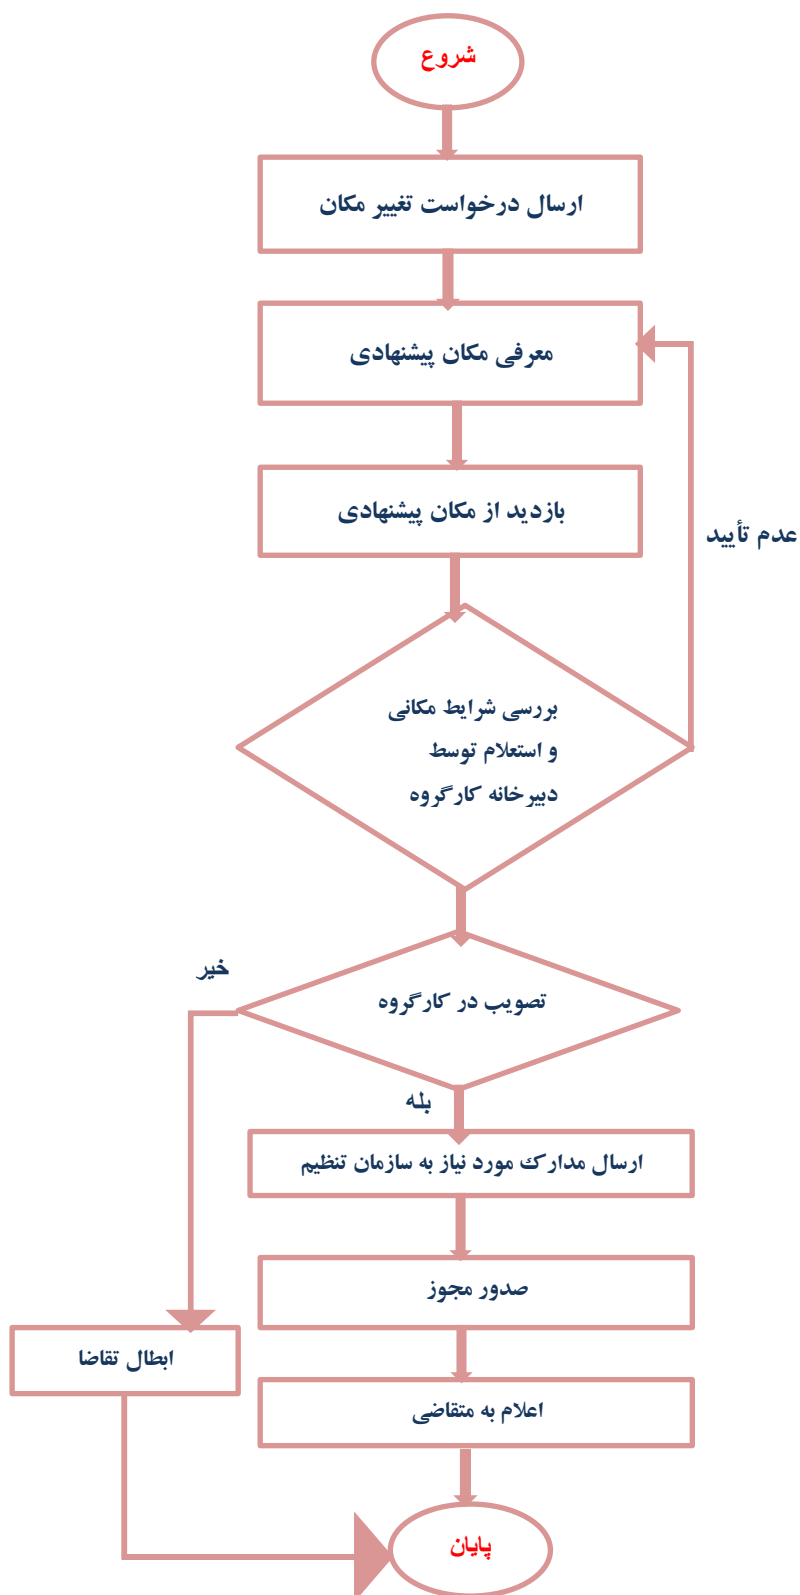 شروع
ارسال درخواست تغییر مکان
معرفی مکان پیشنهادی
بازدید از مکان پیشنهادی
عدم تأیید
بررسی شرایط مکانی
و استعلام توسط
دبیرخانه کارگروه
خیر
تصویب در کارگروه
بله
ارسال مدارک مورد نیاز به سازمان تنظیم
صدور مجوز
ابطال تقاضا
اعلام به متقاضی
پایان